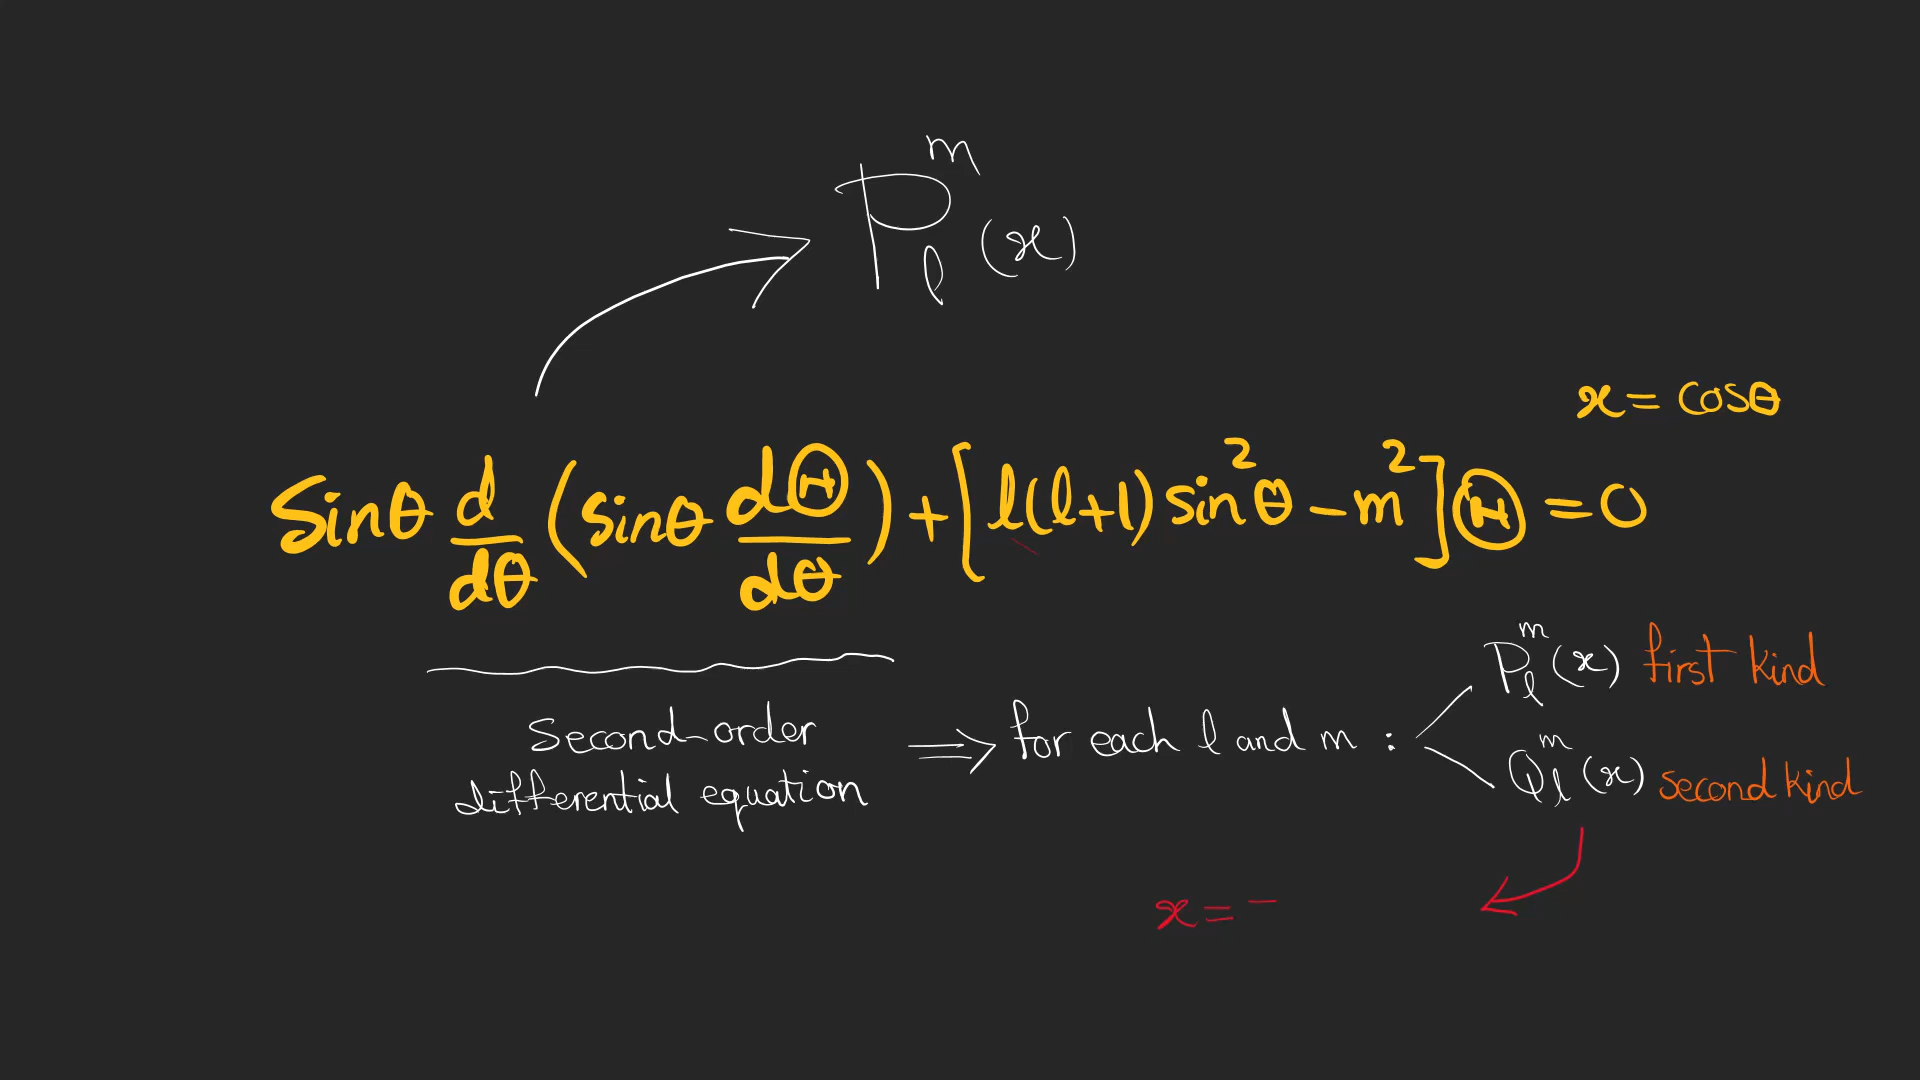 P_l^m (x)
x = cosθ
Sinθ d/dθ (sinθ dΘ/dθ) + [l(l+1) sin²θ - m²] Θ = 0
P_l^m (x) first kind
Second-order differential equation ⟹ for each l and m :
Q_l^m (x) second kind
x = -